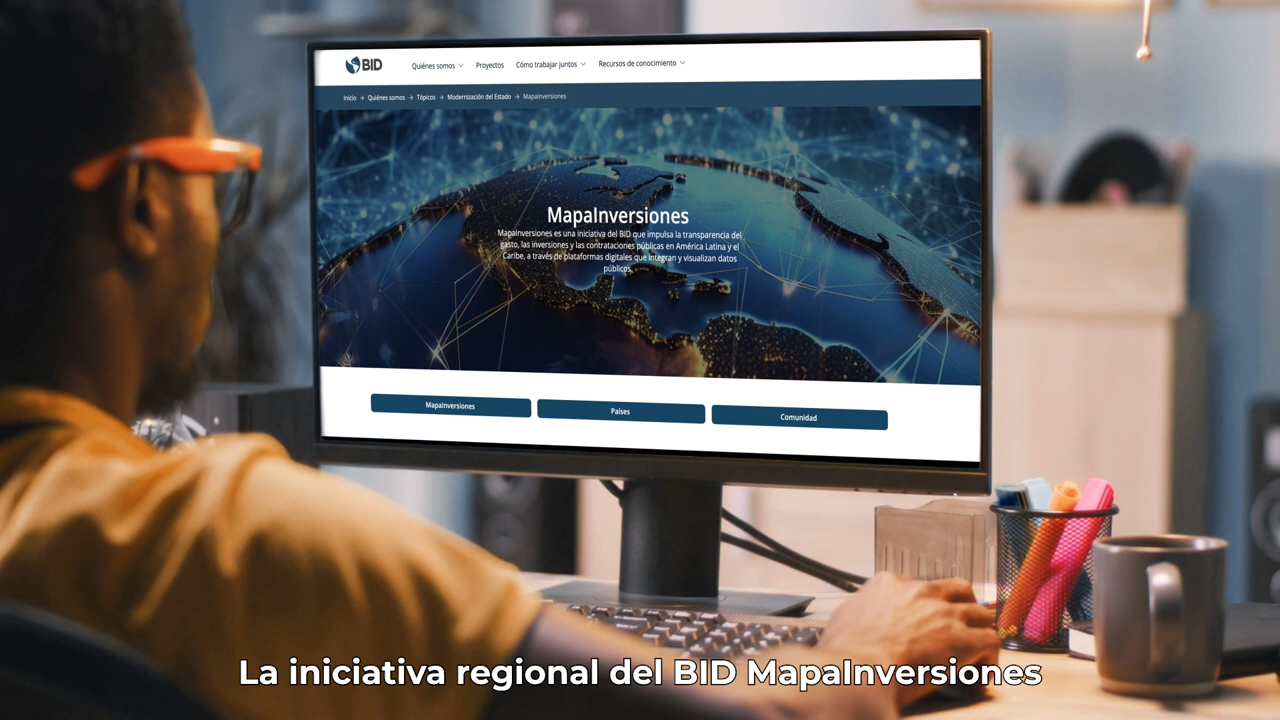 BID
Quiénes somos
Proyectos
Cómo trabajar juntos
Recursos de conocimiento
Inicio → Quiénes somos → Tópicos → Modernización del Estado → MapaInversiones
MapaInversiones
MapaInversiones es una iniciativa del BID que impulsa la transparencia del
gasto, las inversiones y las contrataciones públicas en América Latina y el
Caribe, a través de plataformas digitales que integran y visualizan datos
públicos.
MapaInversiones
Países
Comunidad
La iniciativa regional del BID MapaInversiones